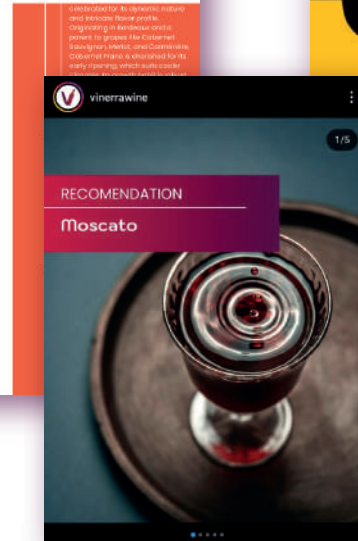 celebrated for its dynamic nature
and intricate flavor profile.
Originating in Bordeaux and a
parent to grapes like Cabernet
Sauvignon, Merlot, and Carménère,
Cabernet Franc is cherished for its
early ripening, which suits cooler
V
vinerrawine
1/5
RECOMENDATION
Moscato